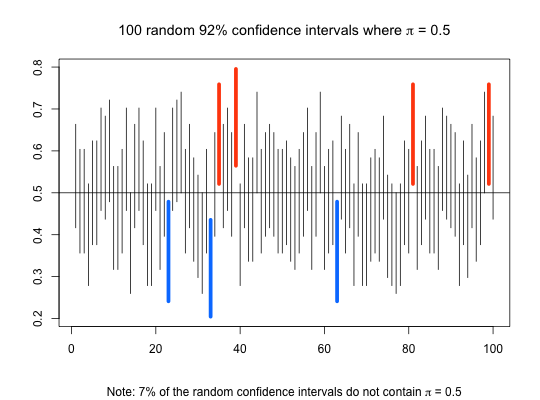 100 random 92% confidence intervals where π = 0.5
0.8
0.7
0.6
0.5
0.4
0.3
0.2
0 20 40 60 80 100
Note: 7% of the random confidence intervals do not contain π = 0.5